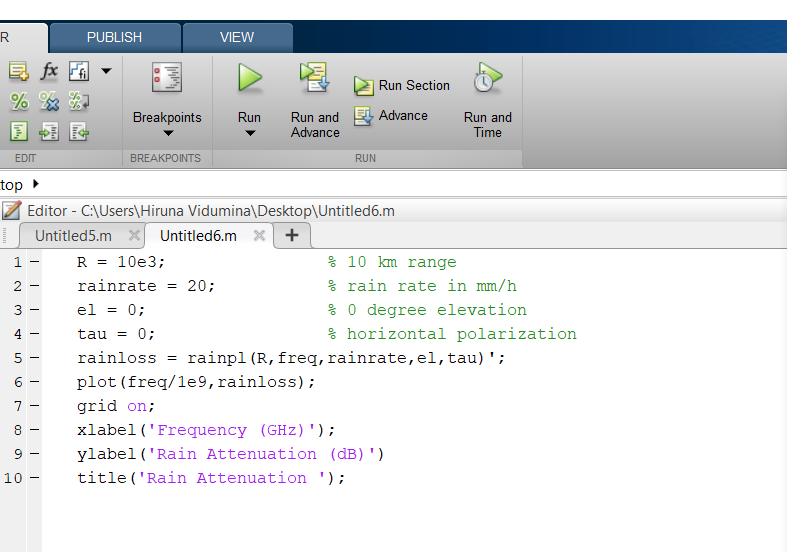 R
PUBLISH
VIEW
fx
fi
%
Breakpoints
Run
Run and
Advance
Run Section
Advance
Run and
Time
EDIT
BREAKPOINTS
RUN
top
Editor - C:\Users\Hiruna Vidumina\Desktop\Untitled6.m
Untitled5.m
Untitled6.m
+
1 – R = 10e3; % 10 km range
2 – rainrate = 20; % rain rate in mm/h
3 – el = 0; % 0 degree elevation
4 – tau = 0; % horizontal polarization
5 – rainloss = rainpl(R,freq,rainrate,el,tau)';
6 – plot(freq/1e9,rainloss);
7 – grid on;
8 – xlabel('Frequency (GHz)');
9 – ylabel('Rain Attenuation (dB)')
10 – title('Rain Attenuation ');